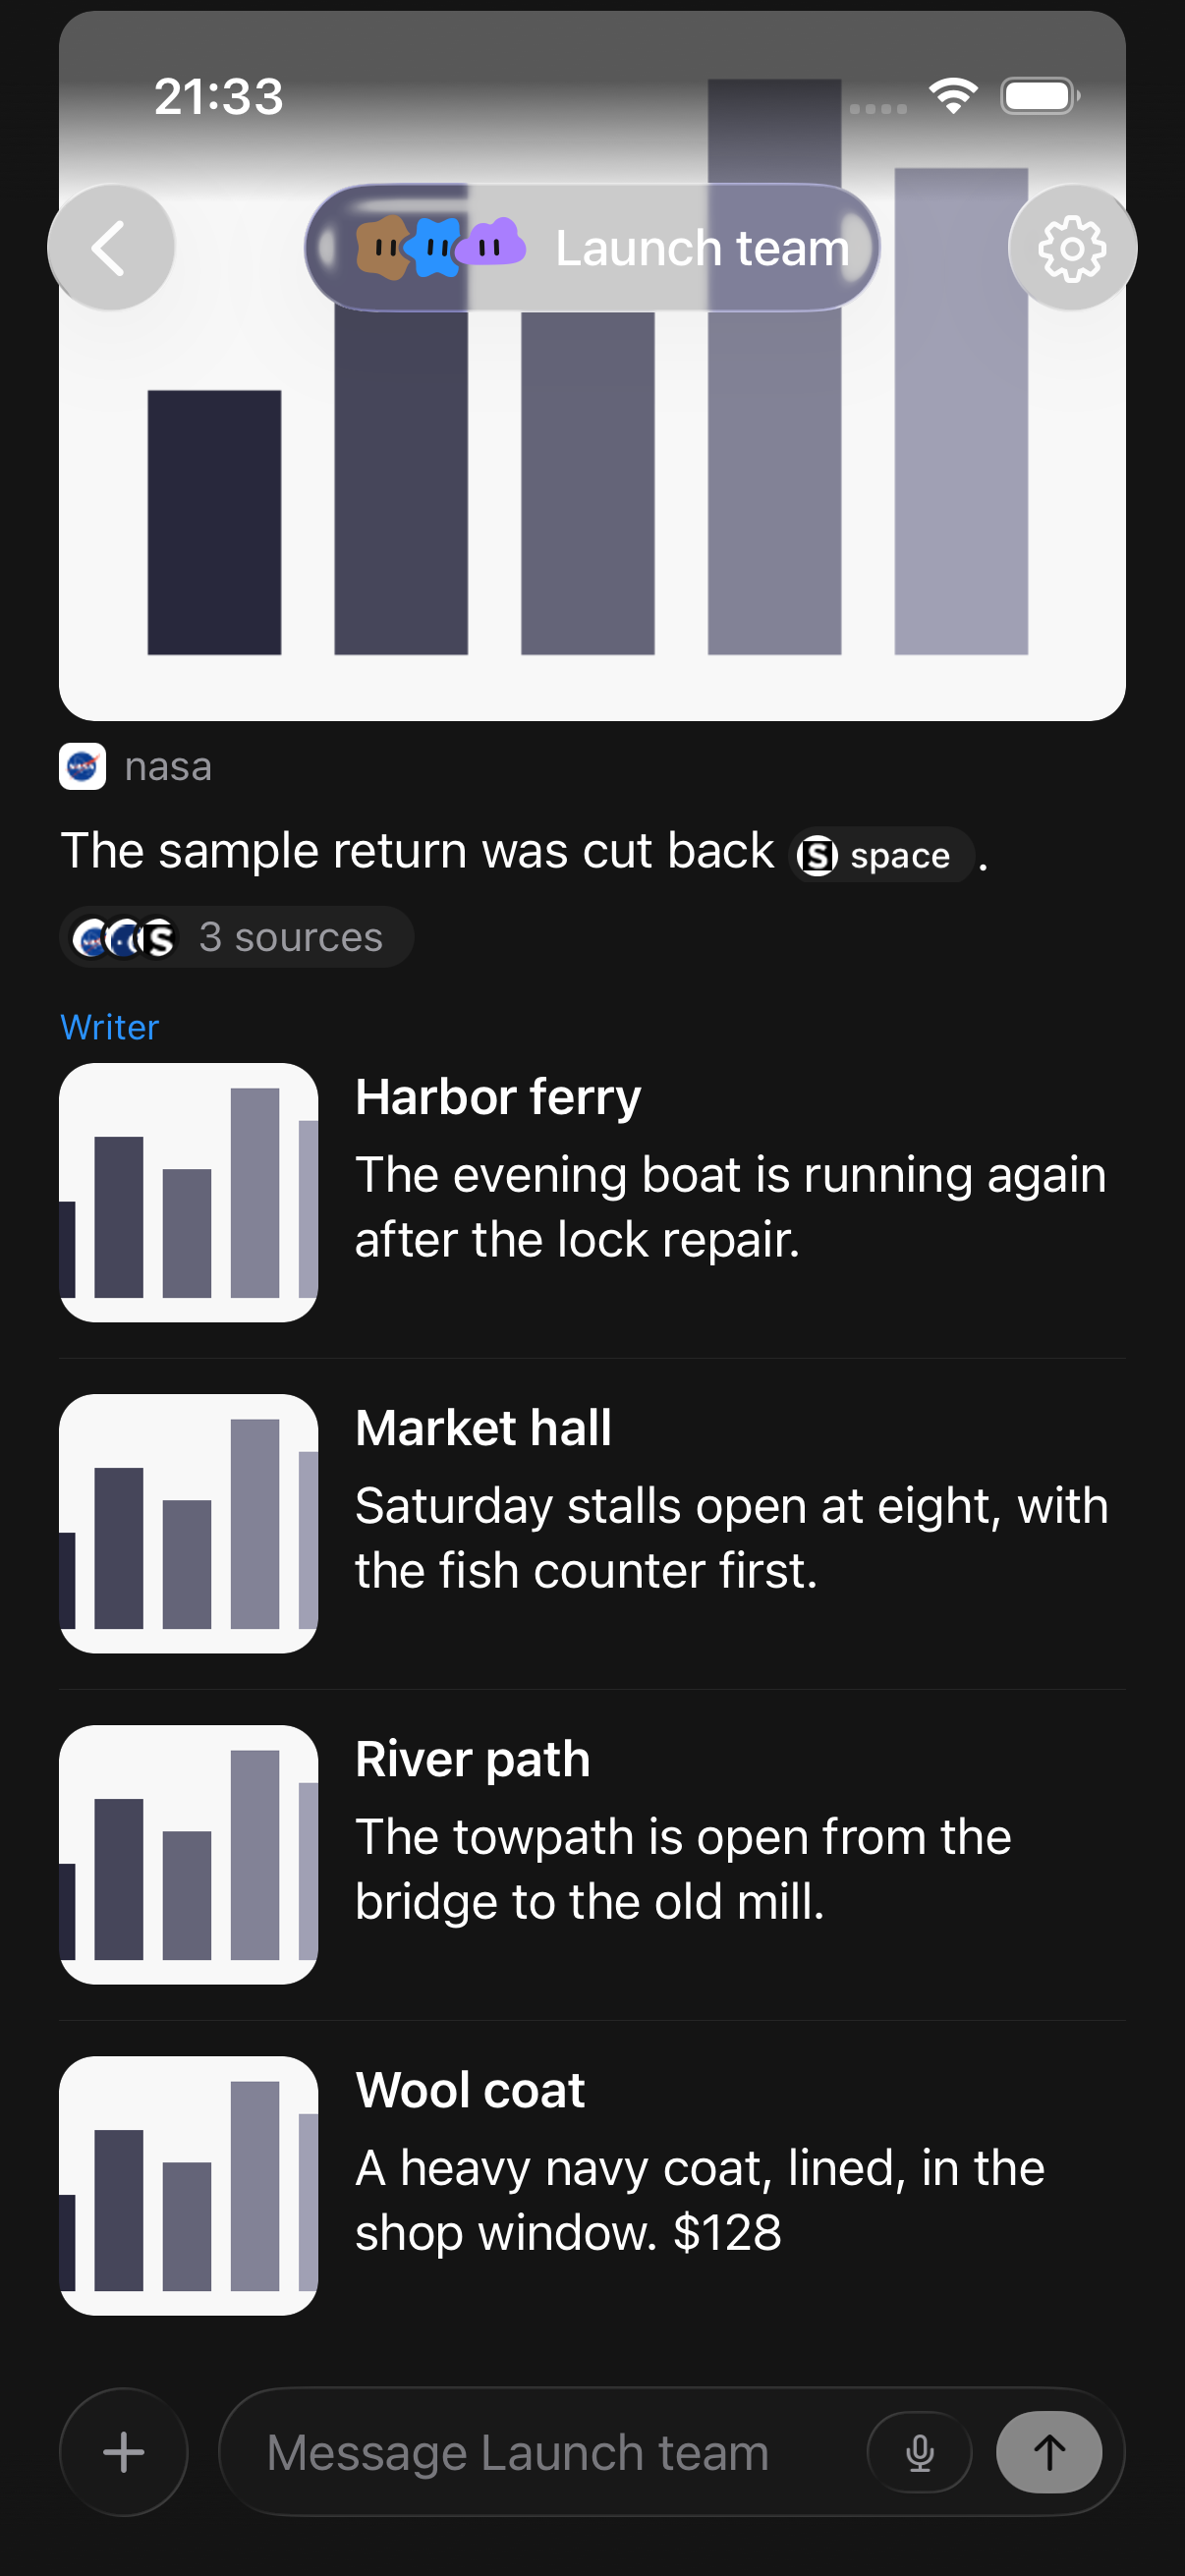 21:33
Launch team
nasa
The sample return was cut back S space .
S 3 sources
Writer
Harbor ferry
The evening boat is running again
after the lock repair.
Market hall
Saturday stalls open at eight, with
the fish counter first.
River path
The towpath is open from the
bridge to the old mill.
Wool coat
A heavy navy coat, lined, in the
shop window. $128
Message Launch team